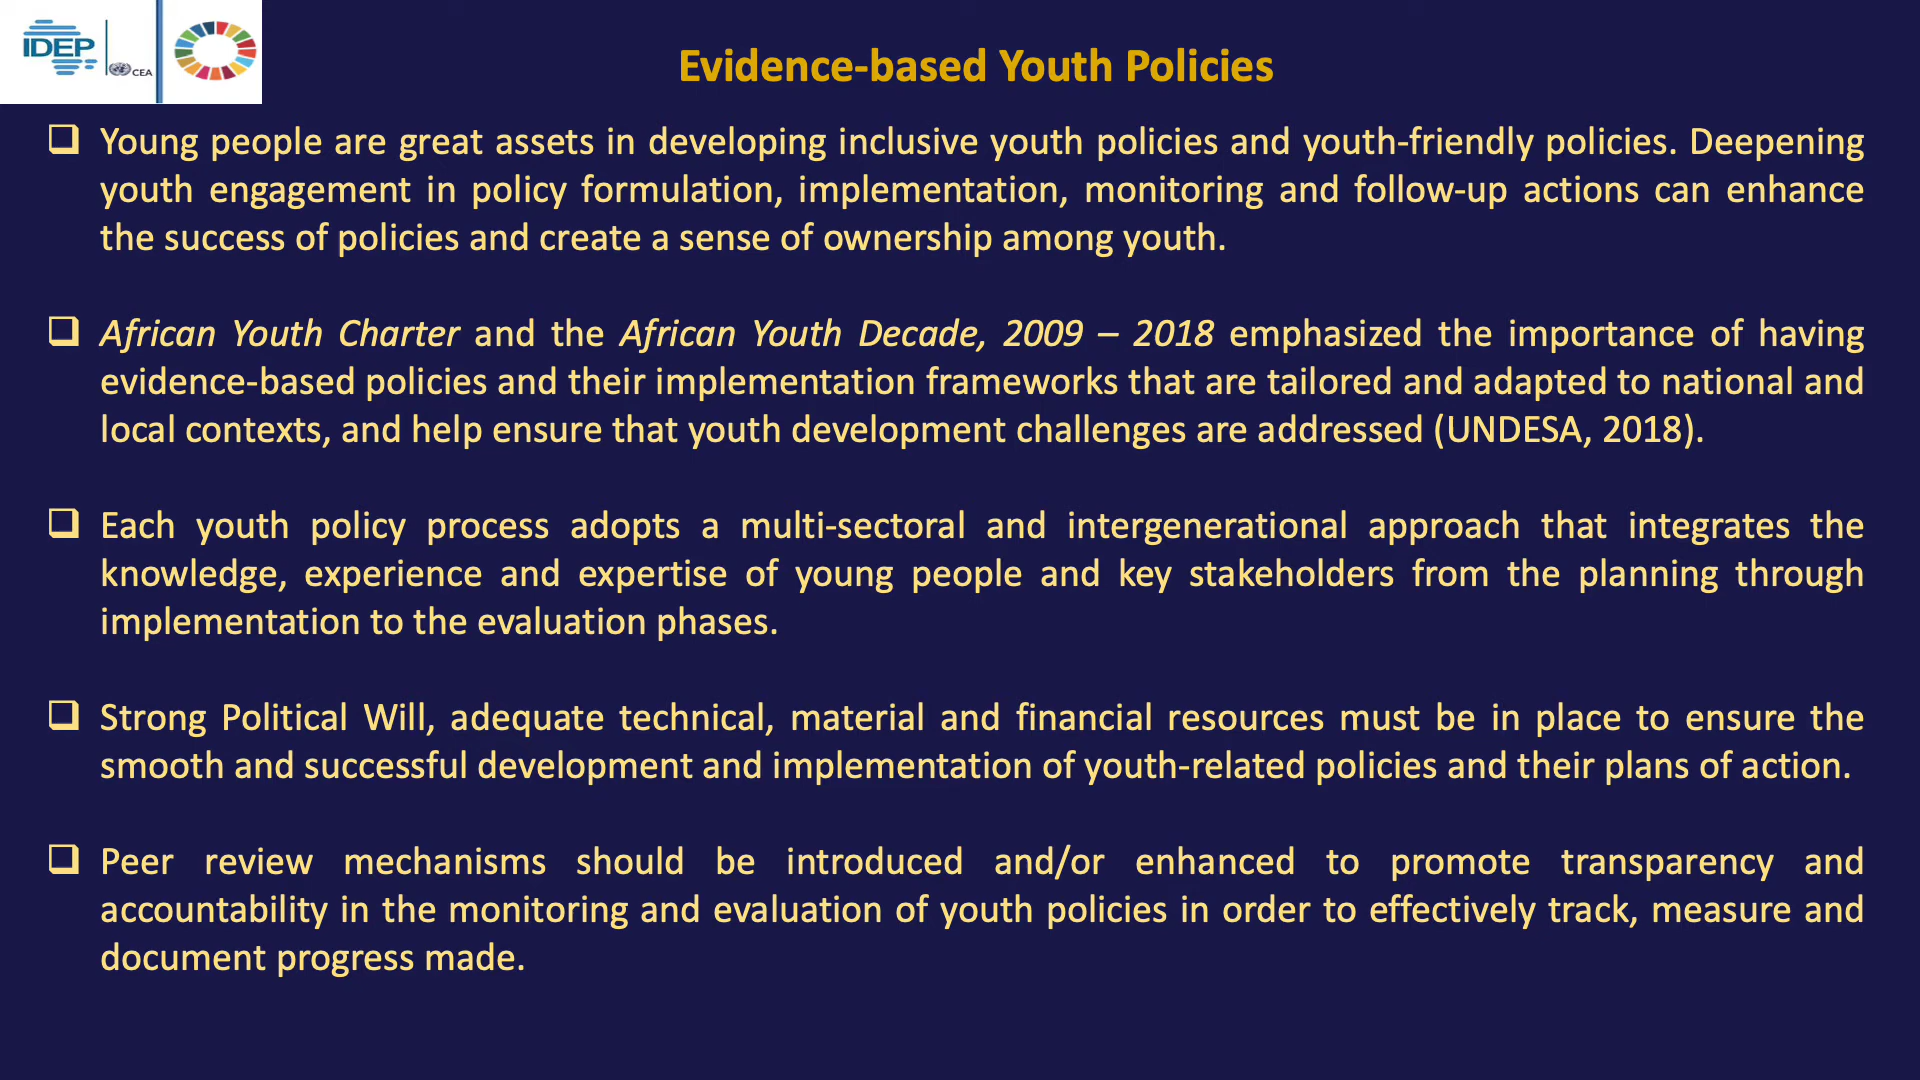 IDEP
CEA
Evidence-based Youth Policies
❑ Young people are great assets in developing inclusive youth policies and youth-friendly policies. Deepening
youth engagement in policy formulation, implementation, monitoring and follow-up actions can enhance
the success of policies and create a sense of ownership among youth.
❑ African Youth Charter and the African Youth Decade, 2009 – 2018 emphasized the importance of having
evidence-based policies and their implementation frameworks that are tailored and adapted to national and
local contexts, and help ensure that youth development challenges are addressed (UNDESA, 2018).
❑ Each youth policy process adopts a multi-sectoral and intergenerational approach that integrates the
knowledge, experience and expertise of young people and key stakeholders from the planning through
implementation to the evaluation phases.
❑ Strong Political Will, adequate technical, material and financial resources must be in place to ensure the
smooth and successful development and implementation of youth-related policies and their plans of action.
❑ Peer review mechanisms should be introduced and/or enhanced to promote transparency and
accountability in the monitoring and evaluation of youth policies in order to effectively track, measure and
document progress made.